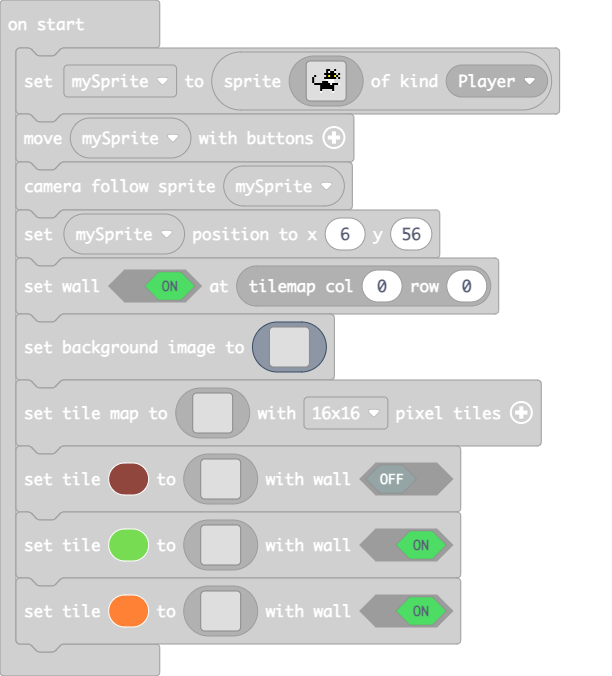 on start
set mySprite to sprite of kind Player
move mySprite with buttons
camera follow sprite mySprite
set mySprite position to x 6 y 56
set wall ON at tilemap col 0 row 0
set background image to
set tile map to with 16x16 pixel tiles
set tile to with wall OFF
set tile to with wall ON
set tile to with wall ON